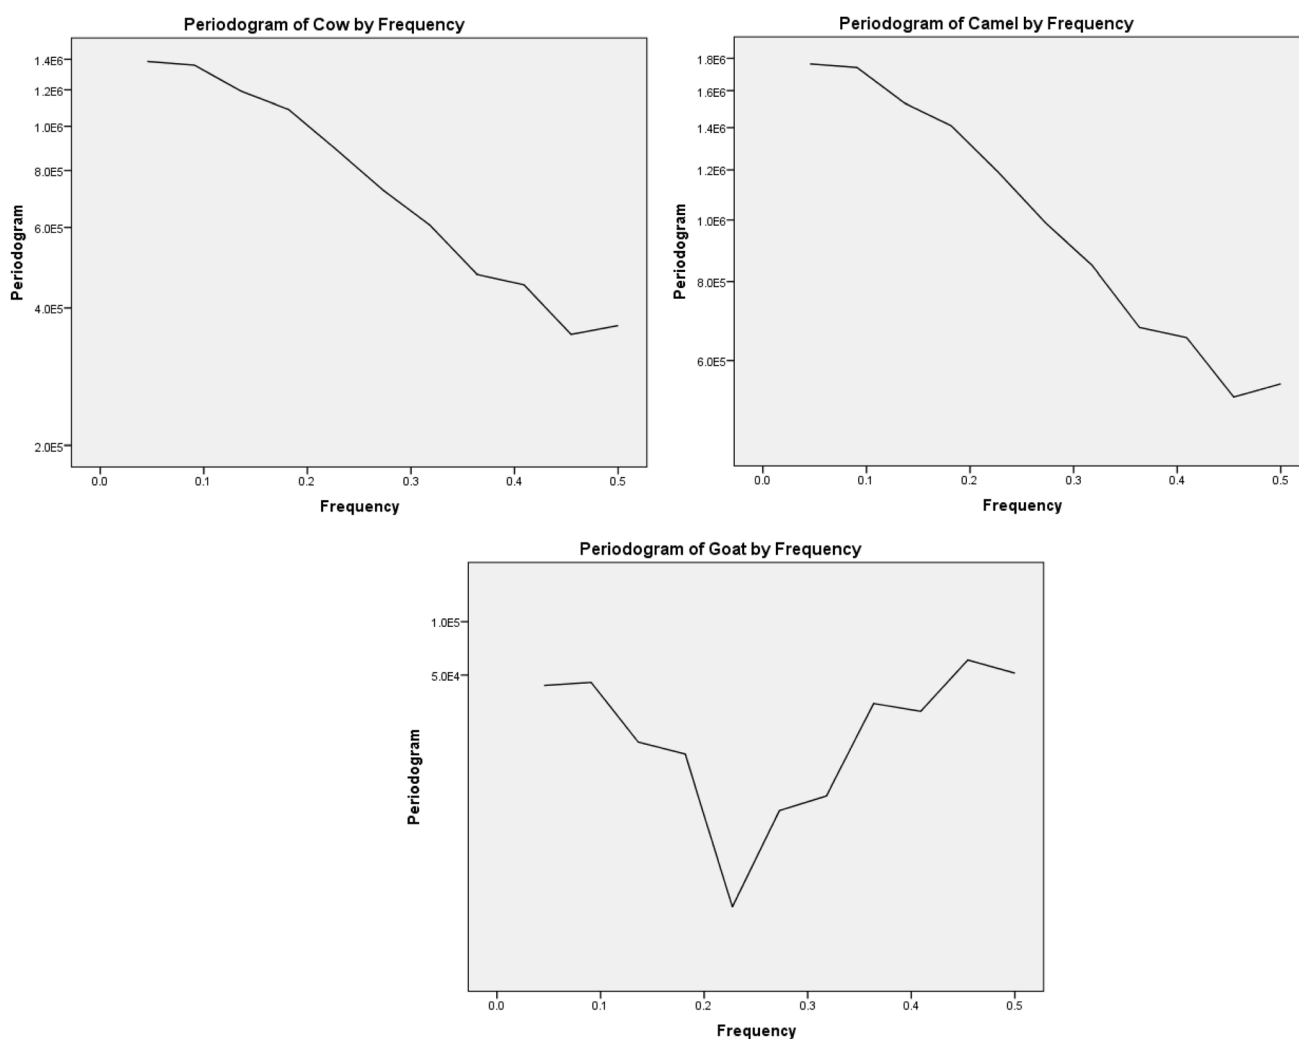 Periodogram of Cow by Frequency
1.4E6
1.2E6
1.0E6
8.0E5
6.0E5
4.0E5
2.0E5
Periodogram
0.0 0.1 0.2 0.3 0.4 0.5
Frequency
Periodogram of Camel by Frequency
1.8E6
1.6E6
1.4E6
1.2E6
1.0E6
8.0E5
6.0E5
Periodogram
0.0 0.1 0.2 0.3 0.4 0.5
Frequency
Periodogram of Goat by Frequency
1.0E5
5.0E4
Periodogram
0.0 0.1 0.2 0.3 0.4 0.5
Frequency